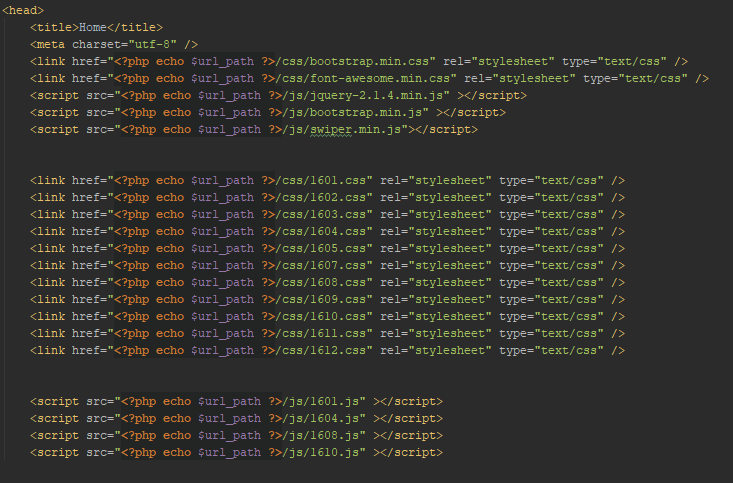 <head>
<title>Home</title>
<meta charset="utf-8" />
<link href="<?php echo $url_path ?>/css/bootstrap.min.css" rel="stylesheet" type="text/css" />
<link href="<?php echo $url_path ?>/css/font-awesome.min.css" rel="stylesheet" type="text/css" />
<script src="<?php echo $url_path ?>/js/jquery-2.1.4.min.js" ></script>
<script src="<?php echo $url_path ?>/js/bootstrap.min.js" ></script>
<script src="<?php echo $url_path ?>/js/swiper.min.js"></script>
<link href="<?php echo $url_path ?>/css/1601.css" rel="stylesheet" type="text/css" />
<link href="<?php echo $url_path ?>/css/1602.css" rel="stylesheet" type="text/css" />
<link href="<?php echo $url_path ?>/css/1603.css" rel="stylesheet" type="text/css" />
<link href="<?php echo $url_path ?>/css/1604.css" rel="stylesheet" type="text/css" />
<link href="<?php echo $url_path ?>/css/1605.css" rel="stylesheet" type="text/css" />
<link href="<?php echo $url_path ?>/css/1607.css" rel="stylesheet" type="text/css" />
<link href="<?php echo $url_path ?>/css/1608.css" rel="stylesheet" type="text/css" />
<link href="<?php echo $url_path ?>/css/1609.css" rel="stylesheet" type="text/css" />
<link href="<?php echo $url_path ?>/css/1610.css" rel="stylesheet" type="text/css" />
<link href="<?php echo $url_path ?>/css/1611.css" rel="stylesheet" type="text/css" />
<link href="<?php echo $url_path ?>/css/1612.css" rel="stylesheet" type="text/css" />
<script src="<?php echo $url_path ?>/js/1601.js" ></script>
<script src="<?php echo $url_path ?>/js/1604.js" ></script>
<script src="<?php echo $url_path ?>/js/1608.js" ></script>
<script src="<?php echo $url_path ?>/js/1610.js" ></script>